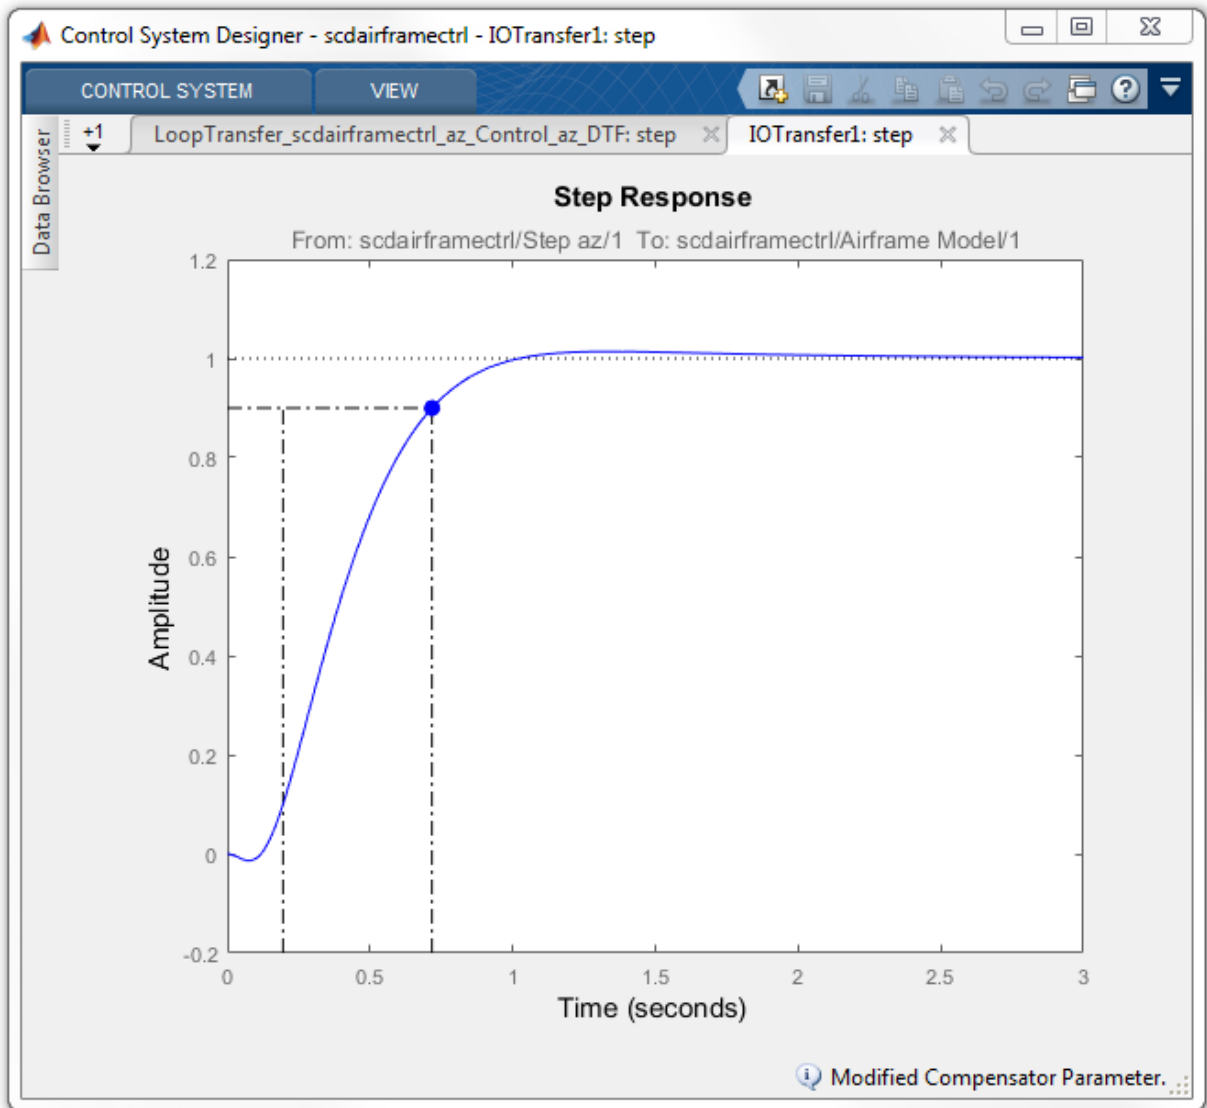 Control System Designer - scdairframectrl - IOTransfer1: step
CONTROL SYSTEM VIEW
Data Browser
+1 LoopTransfer_scdairframectrl_az_Control_az_DTF: step IOTransfer1: step
Step Response
From: scdairframectrl/Step az/1 To: scdairframectrl/Airframe Model/1
Amplitude
1.2
1
0.8
0.6
0.4
0.2
0
-0.2
0 0.5 1 1.5 2 2.5 3
Time (seconds)
Modified Compensator Parameter.